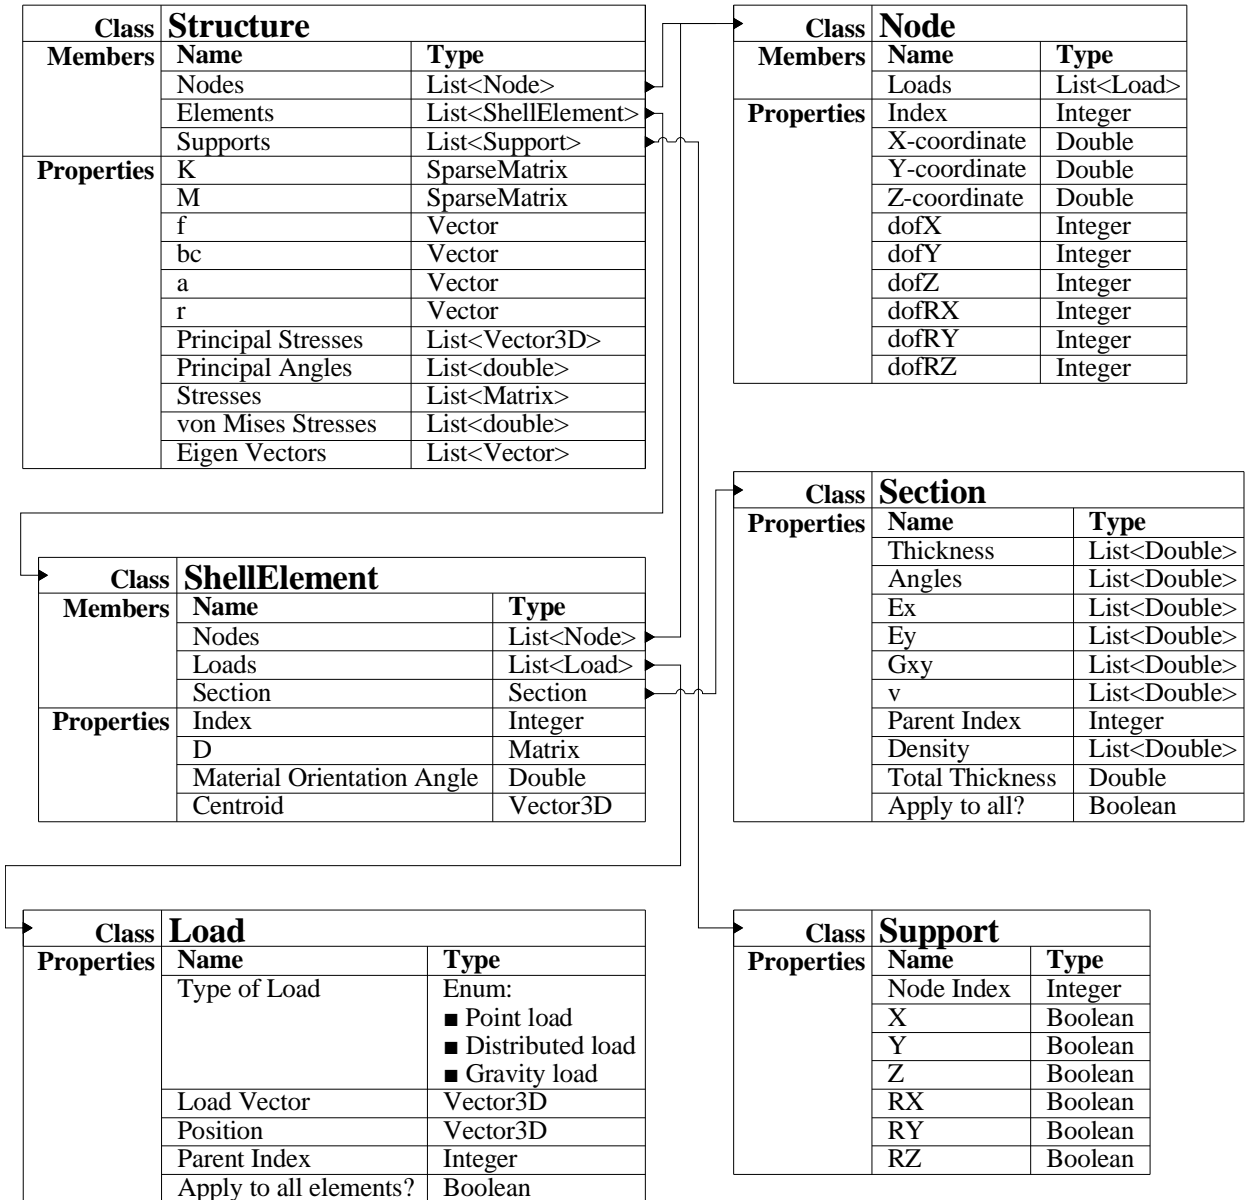 Class Structure
Members Name Type
Nodes List<Node>
Elements List<ShellElement>
Supports List<Support>
Properties K SparseMatrix
M SparseMatrix
f Vector
bc Vector
a Vector
r Vector
Principal Stresses List<Vector3D>
Principal Angles List<double>
Stresses List<Matrix>
von Mises Stresses List<double>
Eigen Vectors List<Vector>
Class Node
Members Name Type
Loads List<Load>
Properties Index Integer
X-coordinate Double
Y-coordinate Double
Z-coordinate Double
dofX Integer
dofY Integer
dofZ Integer
dofRX Integer
dofRY Integer
dofRZ Integer
Class ShellElement
Members Name Type
Nodes List<Node>
Loads List<Load>
Section Section
Properties Index Integer
D Matrix
Material Orientation Angle Double
Centroid Vector3D
Class Section
Properties Name Type
Thickness List<Double>
Angles List<Double>
Ex List<Double>
Ey List<Double>
Gxy List<Double>
v List<Double>
Parent Index Integer
Density List<Double>
Total Thickness Double
Apply to all? Boolean
Class Load
Properties Name Type
Type of Load Enum:
■ Point load
■ Distributed load
■ Gravity load
Load Vector Vector3D
Position Vector3D
Parent Index Integer
Apply to all elements? Boolean
Class Support
Properties Name Type
Node Index Integer
X Boolean
Y Boolean
Z Boolean
RX Boolean
RY Boolean
RZ Boolean